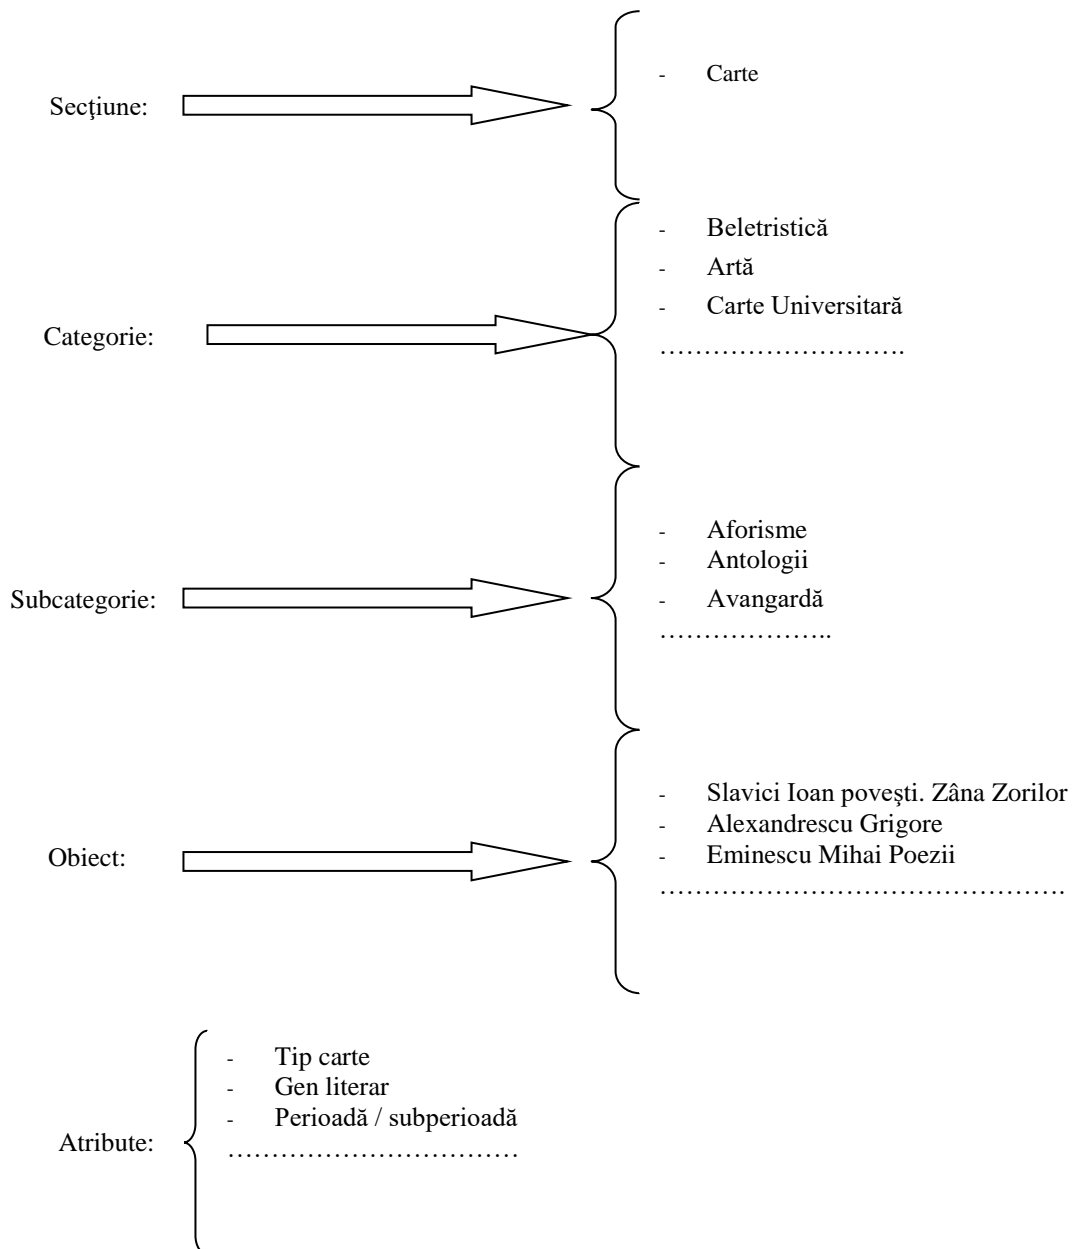 - Carte
Secţiune:
- Beletristică
- Artă
- Carte Universitară
Categorie:
……………………….
- Aforisme
- Antologii
Subcategorie:
- Avangardă
………………..
- Slavici Ioan poveşti. Zâna Zorilor
- Alexandrescu Grigore
Obiect:
- Eminescu Mihai Poezii
……………………………………….
- Tip carte
- Gen literar
- Perioadă / subperioadă
Atribute:
……………………………